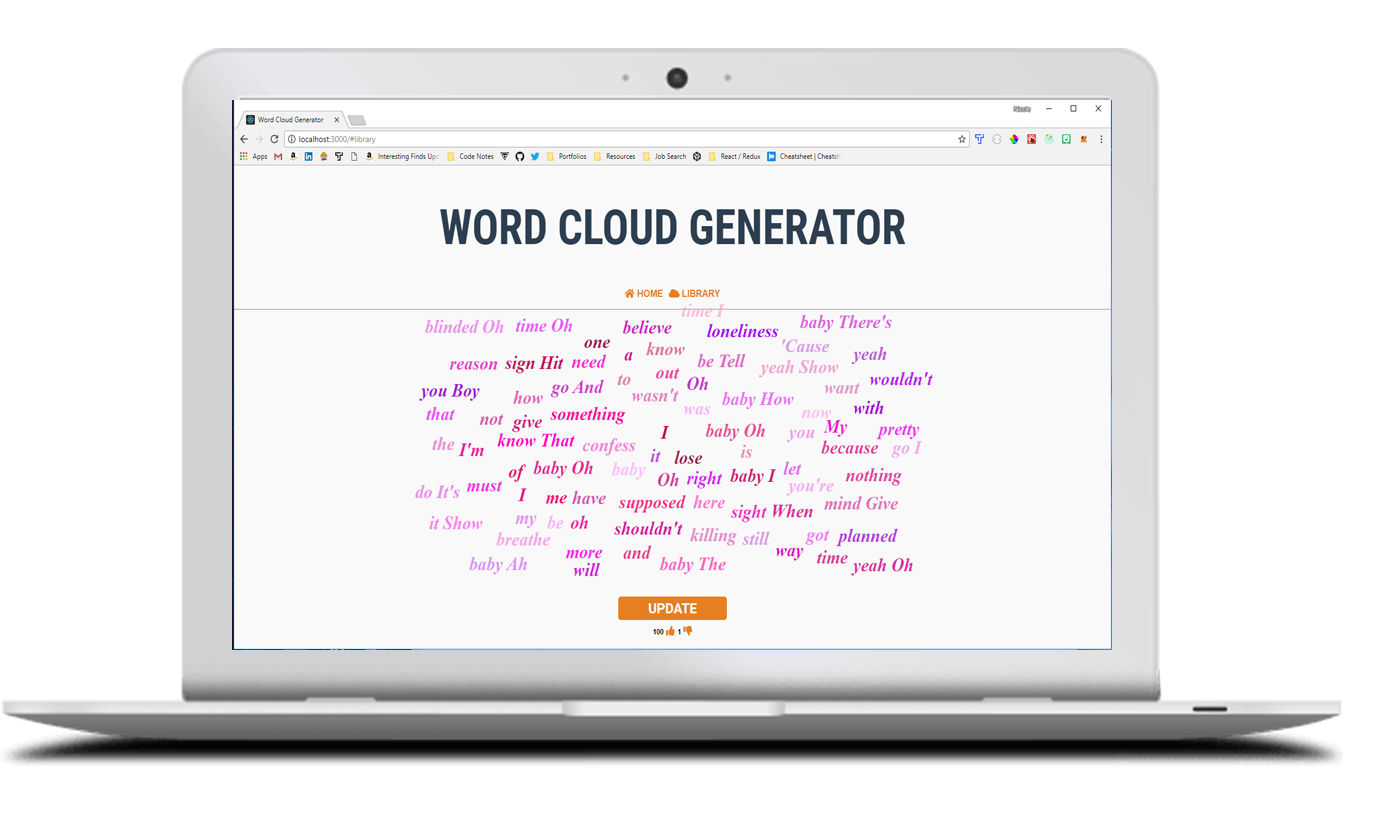 Nicole
Word Cloud Generator
localhost:3000/#library
Apps Interesting Finds Upd Code Notes Portfolios Resources Job Search React / Redux Cheatsheet | Cheatsh
WORD CLOUD GENERATOR
HOME LIBRARY
time I
blinded Oh time Oh believe loneliness baby There's
one a know 'Cause yeah
reason sign Hit need be Tell yeah Show
you Boy how go And to out Oh want wouldn't
wasn't baby How
that not give something was now with
the I'm know That confess I baby Oh you My pretty
it lose is because go I
of baby Oh baby Oh right baby I let nothing
do It's must I me have supposed here you're mind Give
sight When
it Show my be oh shouldn't killing still got planned
breathe more and way time
baby Ah will baby The yeah Oh
UPDATE
100 1